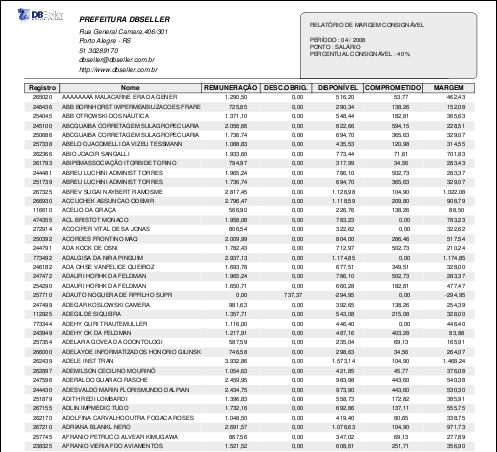 DBSeller
PREFEITURA DBSELLER
Rua General Camara,406/301
Porto Alegre - RS
51 30289170
dbseller@dbseller.com.br
http://www.dbseller.com.br
RELATÓRIO DE MARGEM CONSIGNÁVEL
PERÍODO : 04 / 2008
PONTO : SALÁRIO
PERCENTUAL CONSIGNÁVEL : 40%
Registro Nome REMUNERAÇÃO DESC.OBRIG. DISPONÍVEL COMPROMETIDO MARGEM
265020 AAAAAAAA MALACARNE ERA DA GENER 1.290,50 0,00 516,20 53,77 462,43
248436 ABB BORNHORST IMPERMEABILIZACOES FRARE 725,85 0,00 290,34 138,26 152,08
254045 ABB OTROWSKI DOS NÁUTICA 1.371,10 0,00 548,44 182,81 365,63
245100 ABCGUAIBA CORRETAGEM SULAGROPECUARIA 2.056,66 0,00 822,66 594,15 228,51
250686 ABCGUAIBA CORRETAGEM SULAGROPECUARIA 1.736,74 0,00 694,70 365,63 329,07
257338 ABELO OJACOMELLI DA VIZEU TESSMANN 1.088,83 0,00 435,53 120,98 314,55
262366 ABIO JOACIR SANGALLI 1.933,60 0,00 773,44 71,61 701,83
261793 ABIPEMASSOCIAÇÃO ITORBIDE TORINO 794,97 0,00 317,99 34,56 283,43
244481 ABREU LUCHNI ADMINIST TORRES 1.965,24 0,00 786,10 502,73 283,37
251739 ABREU LUCHNI ADMINIST TORRES 1.736,74 0,00 694,70 365,63 329,07
267325 ABREV SUGAI NAYBERT RAMOSME 2.817,45 0,00 1.126,98 104,90 1.022,08
266930 ACCUCHEK ASSUNCAO ODEMIR 2.796,47 0,00 1.118,59 209,80 908,79
116610 ACELIO DA GRAÇA 566,90 0,00 226,76 138,26 88,50
474355 ACL BRISTOT MONACO 1.958,08 0,00 783,23 0,00 783,23
272914 ACOCIFER VITAL DE SA JONAS 806,54 0,00 322,62 0,00 322,62
250392 ACORDES FRONTINO MAQ 2.009,99 0,00 804,00 286,46 517,54
244791 ADA KOCK DE OSNI 1.782,43 0,00 712,97 502,73 210,24
773492 ADALGISA DA NIRA PINGUIM 2.937,13 0,00 1.174,85 0,00 1.174,85
246182 ADA OHSE VANFELICE QUEIROZ 1.693,78 0,00 677,51 349,51 328,00
247472 ADAURI HORHKDA FELDMAN 1.965,24 0,00 786,10 502,73 283,37
254290 ADAURI HORHKDA FELDMAN 1.650,71 0,00 660,28 182,81 477,47
257710 ADAUTO NOGUERA DE RIPRLHO SUPR 0,00 737,37 -294,95 0,00 -294,95
247499 ADEGAR KOSLOWSKI CAMERA 981,63 0,00 392,65 138,26 254,39
112925 ADEGILDE SIQUEIRA 1.357,71 0,00 543,08 215,08 328,00
773344 ADEHY GURI TRAUTEMULLER 1.116,00 0,00 446,40 0,00 446,40
243949 ADEHY OK DA FELDMAN 1.217,91 0,00 487,16 403,28 83,88
257354 ADELAR A GOVEA DA ODONTOLOGI 587,59 0,00 235,04 69,13 165,91
266000 ADELAYDE INFORMATIZADOS HONORIO GILINSK 746,58 0,00 298,63 34,56 264,07
262439 ADELE INST TRAN 3.932,86 0,00 1.573,14 104,90 1.468,24
262897 ADEMILSON CECILINO MOURINÓ 1.054,63 0,00 421,85 45,77 376,08
247596 ADERALDO GUARACI RASCHE 2.459,95 0,00 983,98 443,60 540,38
244430 ADESVALDO MARIN FLORISMUNDO DALPIAN 2.434,75 0,00 973,90 443,60 530,30
251879 ADITH REDI LOMBARDI 1.396,83 0,00 558,73 172,82 385,91
267155 ADLIN IMPMEDIC TUDO 1.732,16 0,00 692,86 137,11 555,75
262170 ADOLFINA CARVALHOOUTRA FOGACA ROSES 1.048,50 0,00 419,40 80,65 338,75
267210 ADRIANA BLANKL NERO 2.691,57 0,00 1.076,63 104,90 971,73
257745 AFRANIO PETRUCCI ALVEAR KIMUGAWA 867,56 0,00 347,02 69,13 277,89
238325 AFRANIO VIERIA FDO AVIAMENTOS 1.521,52 0,00 608,61 251,71 356,90